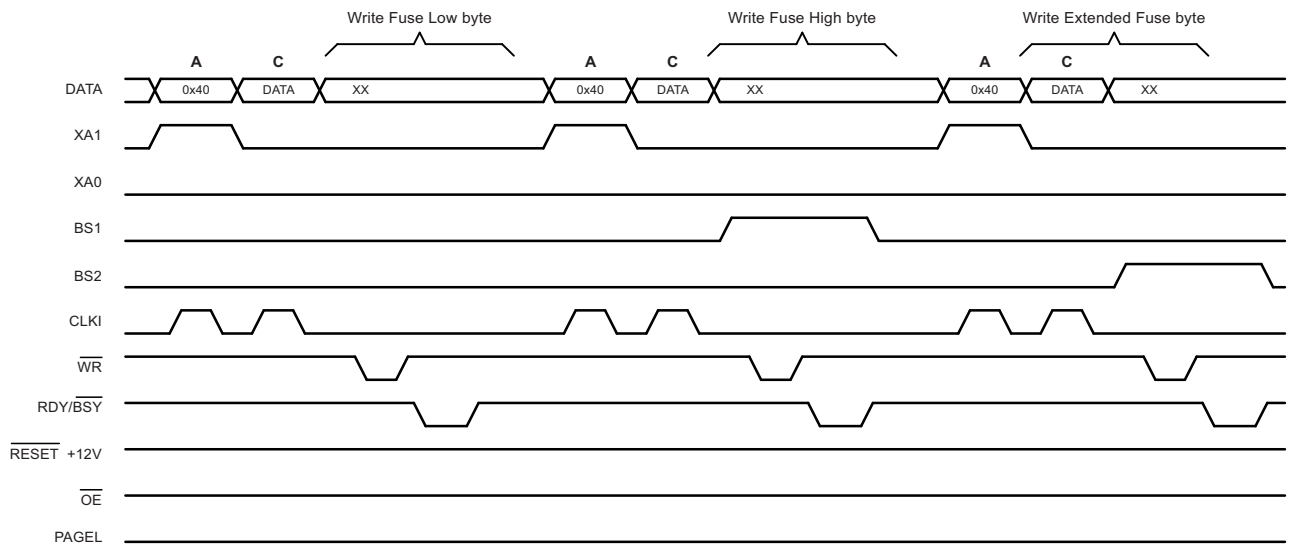 Write Fuse Low byte Write Fuse High byte Write Extended Fuse byte
A C A C A C
DATA 0x40 DATA XX 0x40 DATA XX 0x40 DATA XX
XA1
XA0
BS1
BS2
CLKI
WR
RDY/BSY
RESET +12V
OE
PAGEL